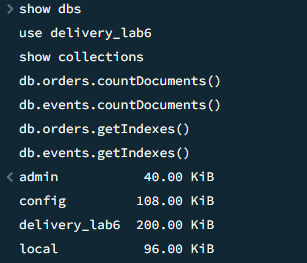 > show dbs
use delivery_lab6
show collections
db.orders.countDocuments()
db.events.countDocuments()
db.orders.getIndexes()
db.events.getIndexes()
< admin 40.00 KiB
config 108.00 KiB
delivery_lab6 200.00 KiB
local 96.00 KiB